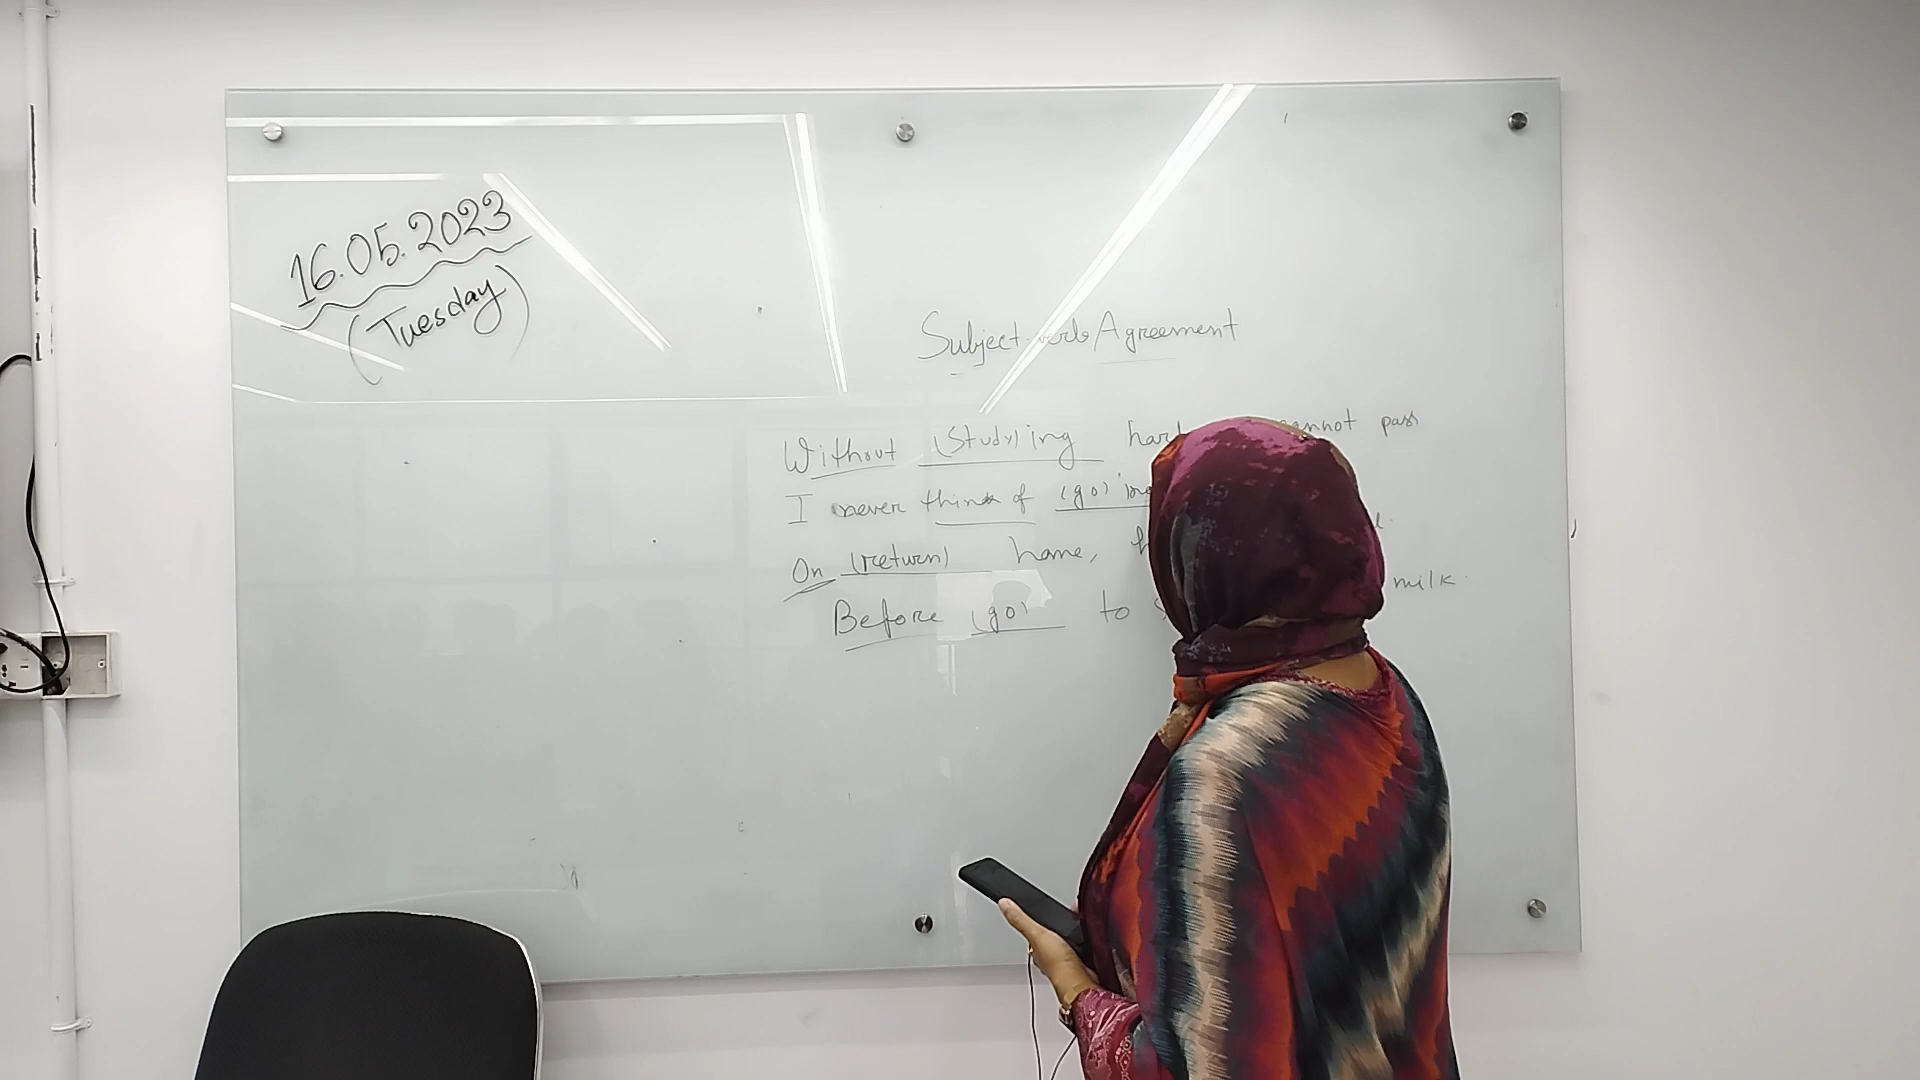 16.05.2023
(Tuesday)
Subject-verb Agreement
Without (Study)ing hard cannot pass
I never think of (go)ing
On (return) home,
Before (go) to milk.